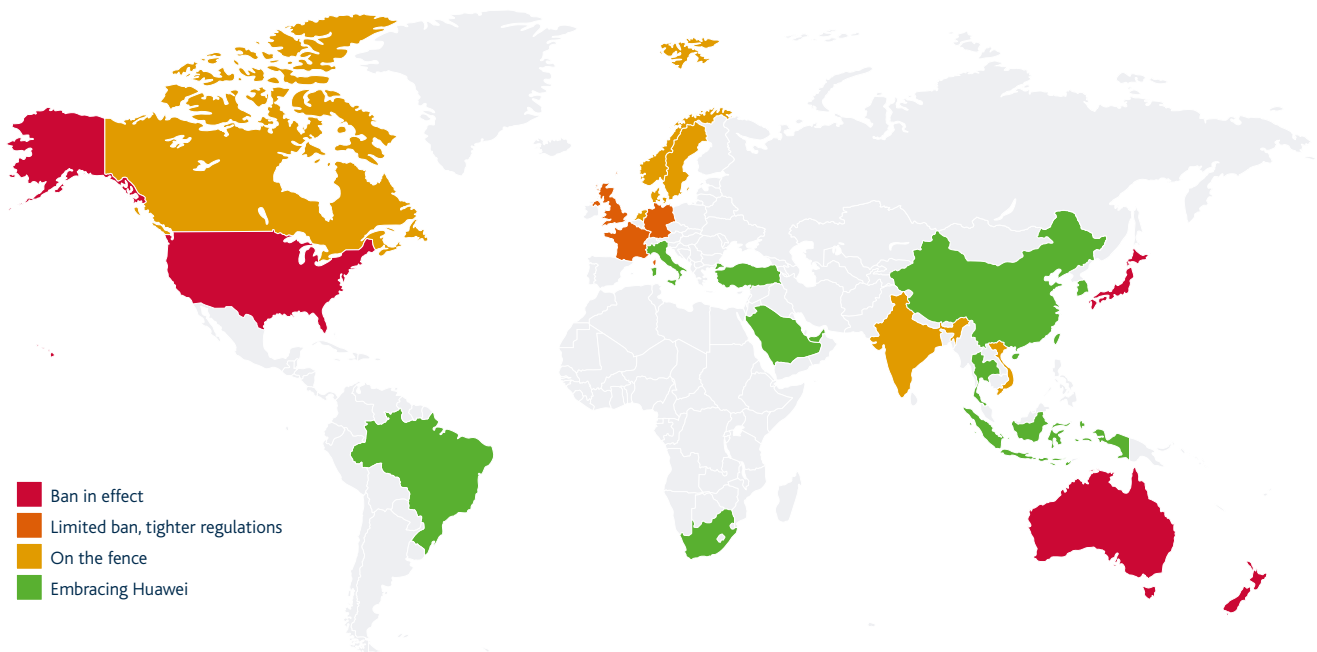 Ban in effect
Limited ban, tighter regulations
On the fence
Embracing Huawei